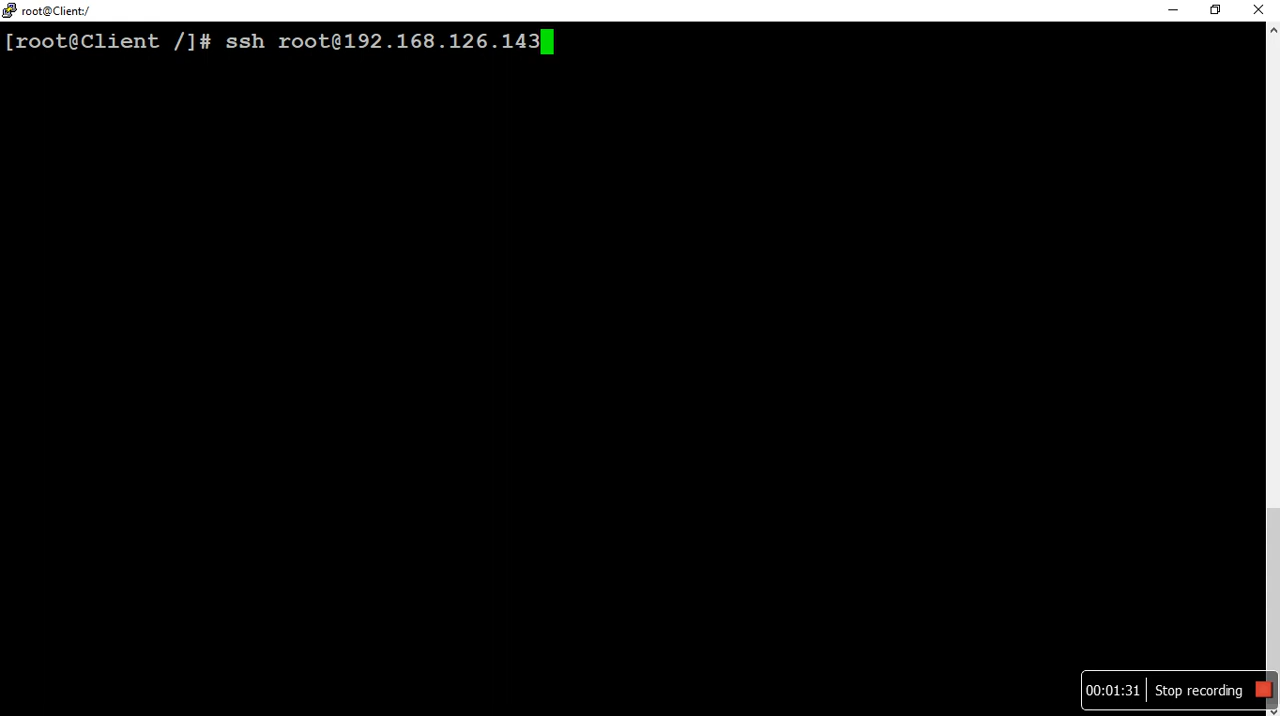 root@Client:/
[root@Client /]# ssh root@192.168.126.143
00:01:31 Stop recording